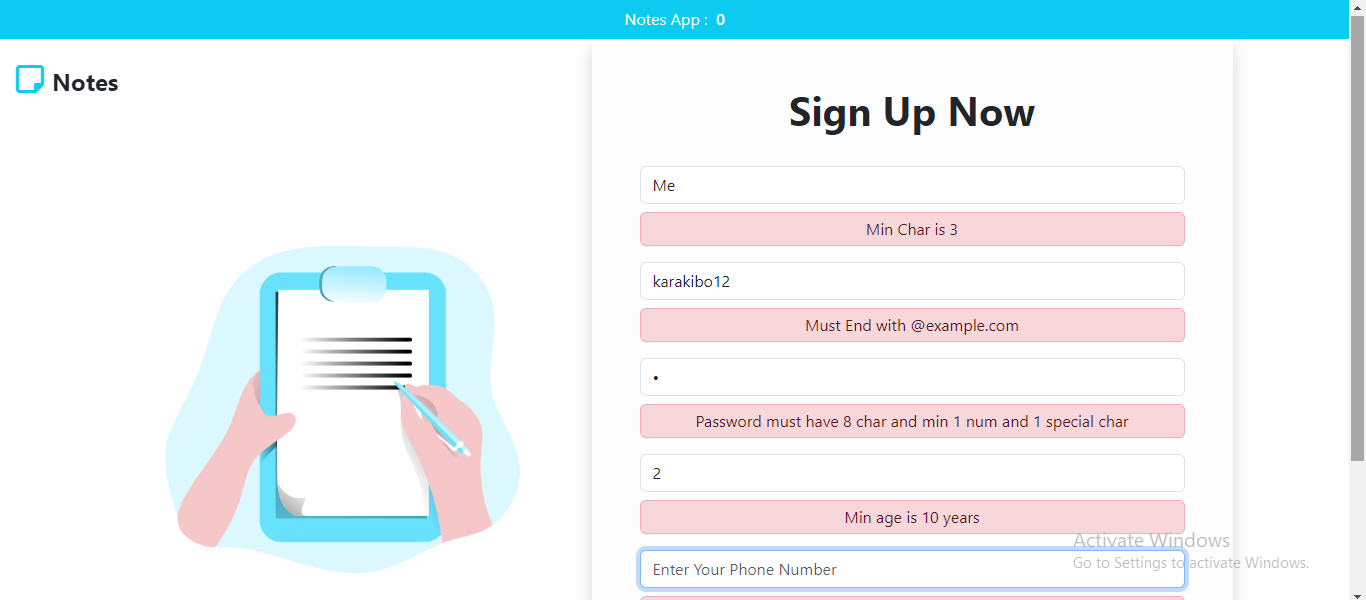 Notes App : 0
Notes
Sign Up Now
Me
Min Char is 3
karakibo12
Must End with @example.com
•
Password must have 8 char and min 1 num and 1 special char
2
Min age is 10 years
Enter Your Phone Number
Activate Windows
Go to Settings to activate Windows.